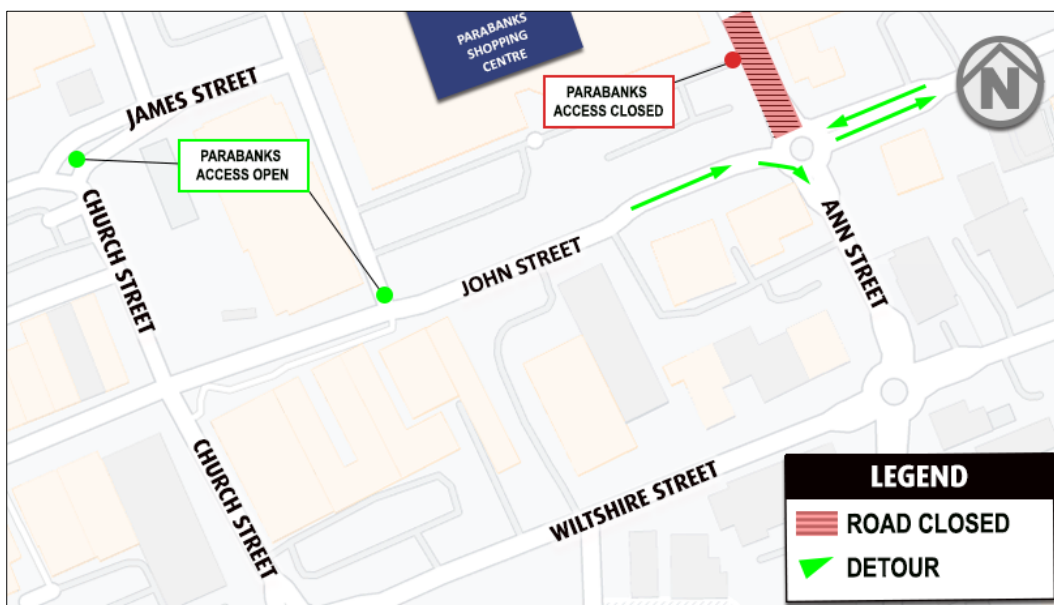 PARABANKS
SHOPPING
CENTRE
JAMES STREET
PARABANKS
ACCESS CLOSED
N
PARABANKS
ACCESS OPEN
CHURCH STREET
JOHN STREET
ANN STREET
CHURCH STREET
WILTSHIRE STREET
LEGEND
ROAD CLOSED
DETOUR